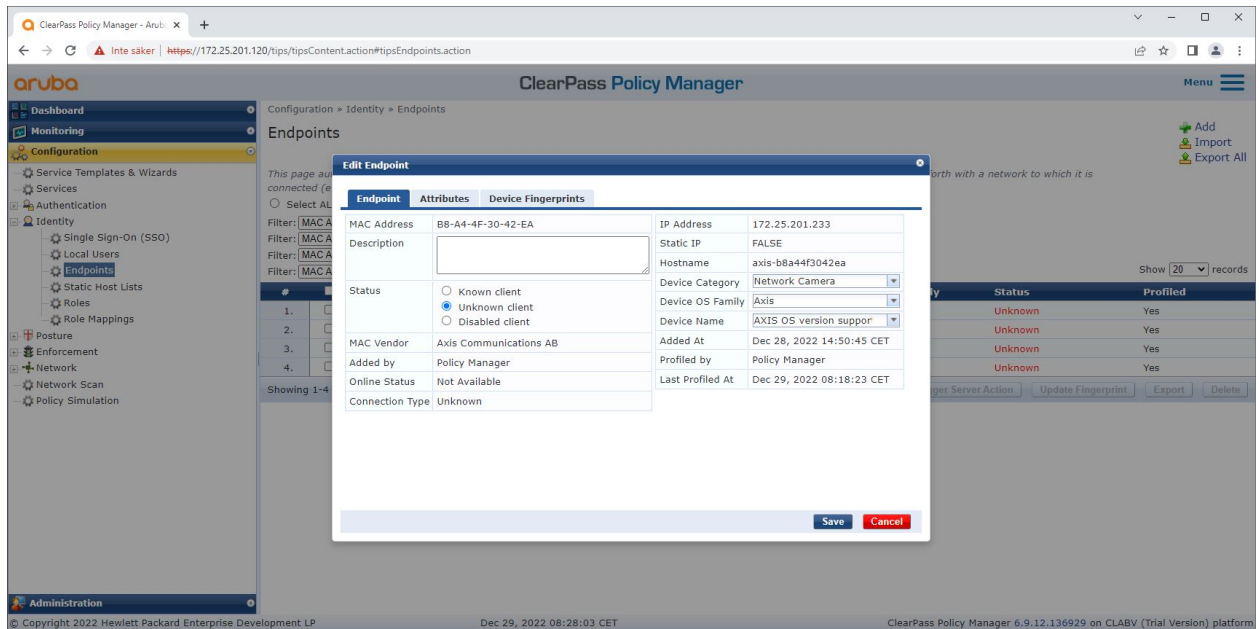 ClearPass Policy Manager - Arub
Inte säker | https://172.25.201.120/tips/tipsContent.action#tipsEndpoints.action
aruba
ClearPass Policy Manager
Menu
Dashboard
Monitoring
Configuration
Service Templates & Wizards
Services
Authentication
Identity
Single Sign-On (SSO)
Local Users
Endpoints
Static Host Lists
Roles
Role Mappings
Posture
Enforcement
Network
Network Scan
Policy Simulation
Administration
Configuration » Identity » Endpoints
Endpoints
Add
Import
Export All
This page au
orth with a network to which it is
connected (e
Select AL
Filter: MAC A
Filter: MAC A
Filter: MAC A
Filter: MAC A
Show 20 records
# ly Status Profiled
1. Unknown Yes
2. Unknown Yes
3. Unknown Yes
4. Unknown Yes
Showing 1-4
Server Action Update Fingerprint Export Delete
Edit Endpoint
Endpoint Attributes Device Fingerprints
MAC Address B8-A4-4F-30-42-EA
Description
Status
Known client
Unknown client
Disabled client
MAC Vendor Axis Communications AB
Added by Policy Manager
Online Status Not Available
Connection Type Unknown
IP Address 172.25.201.233
Static IP FALSE
Hostname axis-b8a44f3042ea
Device Category Network Camera
Device OS Family Axis
Device Name AXIS OS version suppor
Added At Dec 28, 2022 14:50:45 CET
Profiled by Policy Manager
Last Profiled At Dec 29, 2022 08:18:23 CET
Save Cancel
© Copyright 2022 Hewlett Packard Enterprise Development LP
Dec 29, 2022 08:28:03 CET
ClearPass Policy Manager 6.9.12.136929 on CLABV (Trial Version) platform